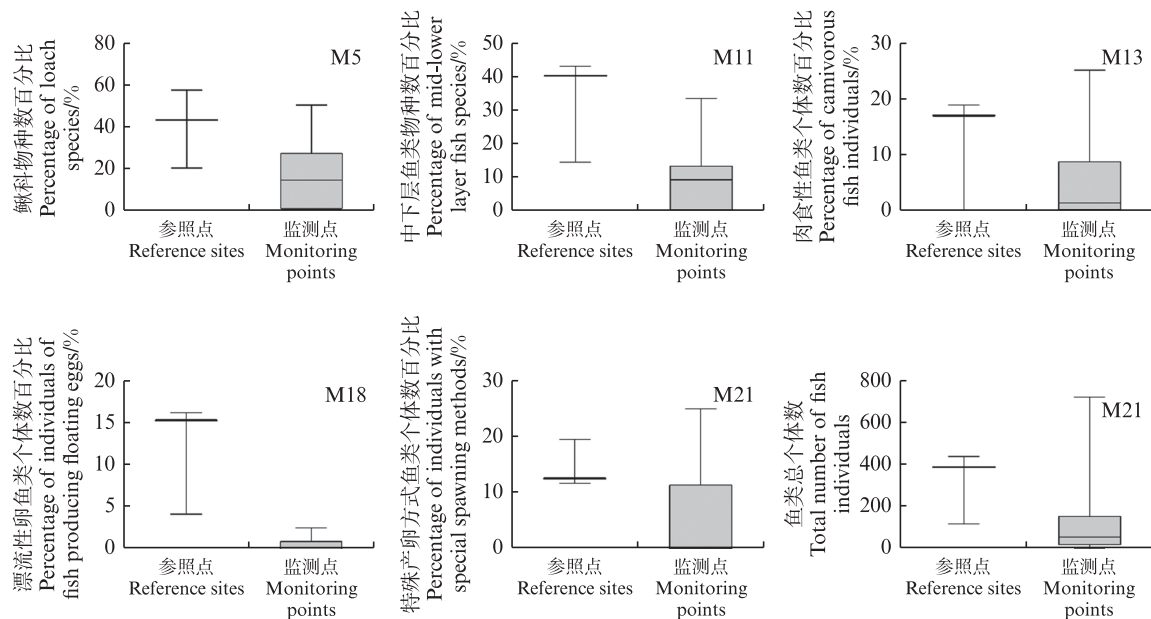 鳅科物种数百分比
Percentage of loach
species/%
80
60
40
20
0
M5
参照点
Reference sites
监测点
Monitoring
points
中下层鱼类物种数百分比
Percentage of mid-lower
layer fish species/%
50
40
30
20
10
0
M11
参照点
Reference sites
监测点
Monitoring
points
肉食性鱼类个体数百分比
Percentage of camivorous
fish individuals/%
30
20
10
0
M13
参照点
Reference sites
监测点
Monitoring
points
漂流性卵鱼类个体数百分比
Percentage of individuals of
fish producing floating eggs/%
20
15
10
5
0
M18
参照点
Reference sites
监测点
Monitoring
points
特殊产卵方式鱼类个体数百分比
Percentage of individuals with
special spawning methods/%
30
20
10
0
M21
参照点
Reference sites
监测点
Monitoring
points
鱼类总个体数
Total number of fish
individuals
800
600
400
200
0
M21
参照点
Reference sites
监测点
Monitoring
points